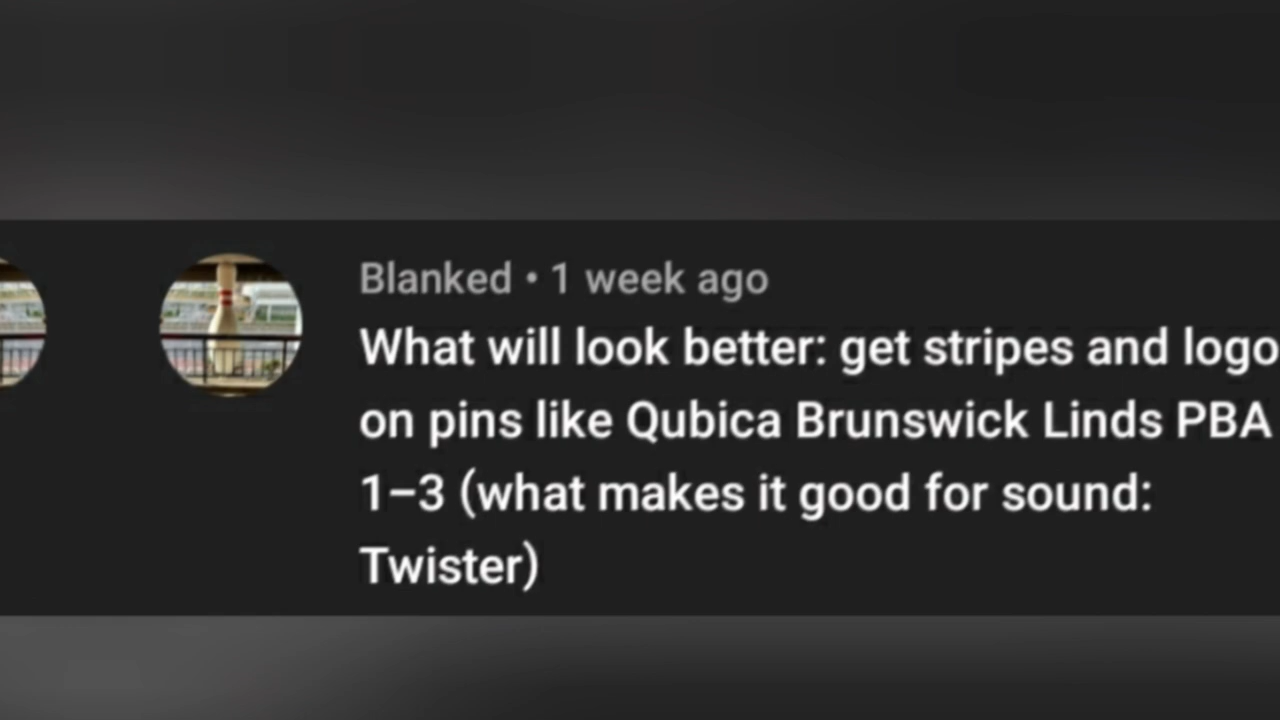 Blanked • 1 week ago
What will look better: get stripes and logo
on pins like Qubica Brunswick Linds PBA
1–3 (what makes it good for sound:
Twister)